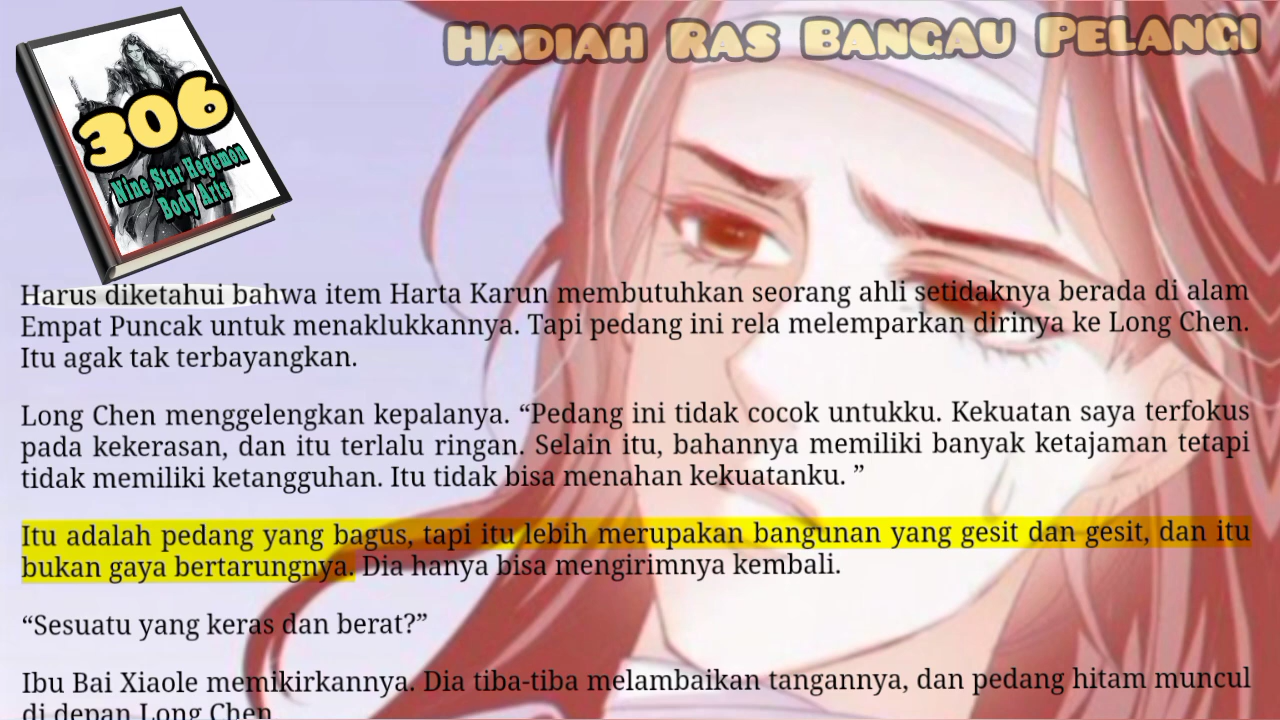 Hadiah Ras Bangau Pelangi
306
Nine Star Hegemon
Body Arts
Harus diketahui bahwa item Harta Karun membutuhkan seorang ahli setidaknya berada di alam
Empat Puncak untuk menaklukkannya. Tapi pedang ini rela melemparkan dirinya ke Long Chen.
Itu agak tak terbayangkan.
Long Chen menggelengkan kepalanya. “Pedang ini tidak cocok untukku. Kekuatan saya terfokus
pada kekerasan, dan itu terlalu ringan. Selain itu, bahannya memiliki banyak ketajaman tetapi
tidak memiliki ketangguhan. Itu tidak bisa menahan kekuatanku. ”
Itu adalah pedang yang bagus, tapi itu lebih merupakan bangunan yang gesit dan gesit, dan itu
bukan gaya bertarungnya. Dia hanya bisa mengirimnya kembali.
“Sesuatu yang keras dan berat?”
Ibu Bai Xiaole memikirkannya. Dia tiba-tiba melambaikan tangannya, dan pedang hitam muncul
di depan Long Chen